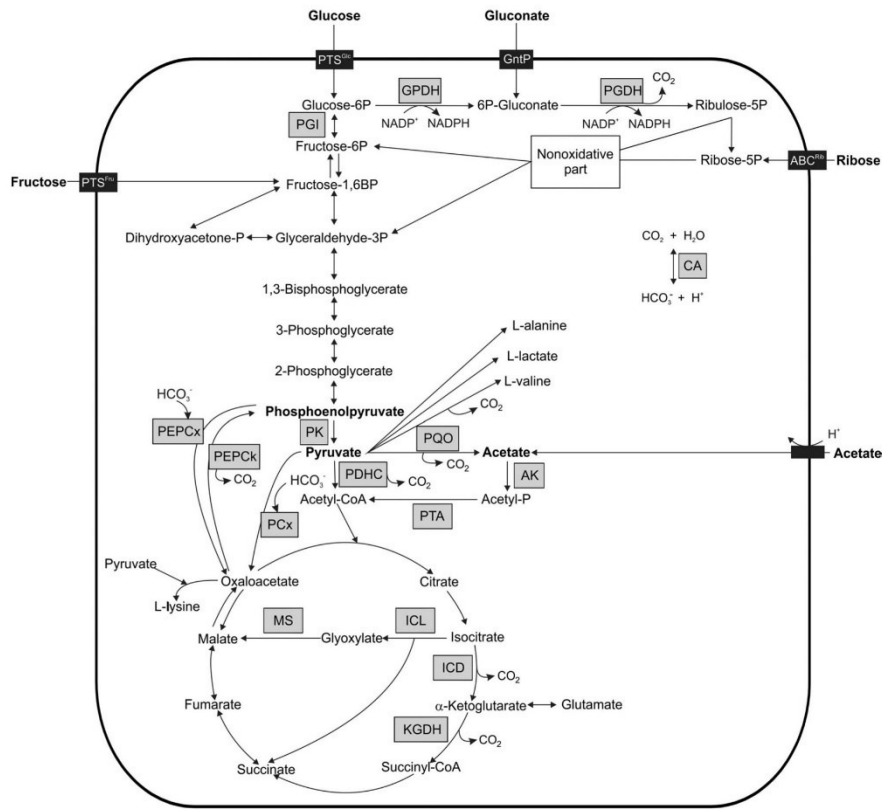 Glucose
Gluconate
PTS^Glc
GntP
CO₂
Glucose-6P
GPDH
6P-Gluconate
PGDH
Ribulose-5P
NADP⁺
NADPH
NADP⁺
NADPH
PGI
Fructose-6P
Nonoxidative
part
Ribose-5P
ABC^Rib
Ribose
Fructose
PTS^Fru
Fructose-1,6BP
Dihydroxyacetone-P
Glyceraldehyde-3P
CO₂ + H₂O
CA
HCO₃⁻ + H⁺
1,3-Bisphosphoglycerate
3-Phosphoglycerate
L-alanine
L-lactate
2-Phosphoglycerate
L-valine
HCO₃⁻
CO₂
Phosphoenolpyruvate
PEPCx
PK
PQO
H⁺
PEPCk
Pyruvate
Acetate
Acetate
CO₂
CO₂
PDHC
CO₂
AK
HCO₃⁻
Acetyl-CoA
Acetyl-P
PCx
PTA
Pyruvate
Oxaloacetate
Citrate
L-lysine
MS
ICL
Malate
Glyoxylate
Isocitrate
ICD
CO₂
Fumarate
α-Ketoglutarate
Glutamate
KGDH
CO₂
Succinate
Succinyl-CoA